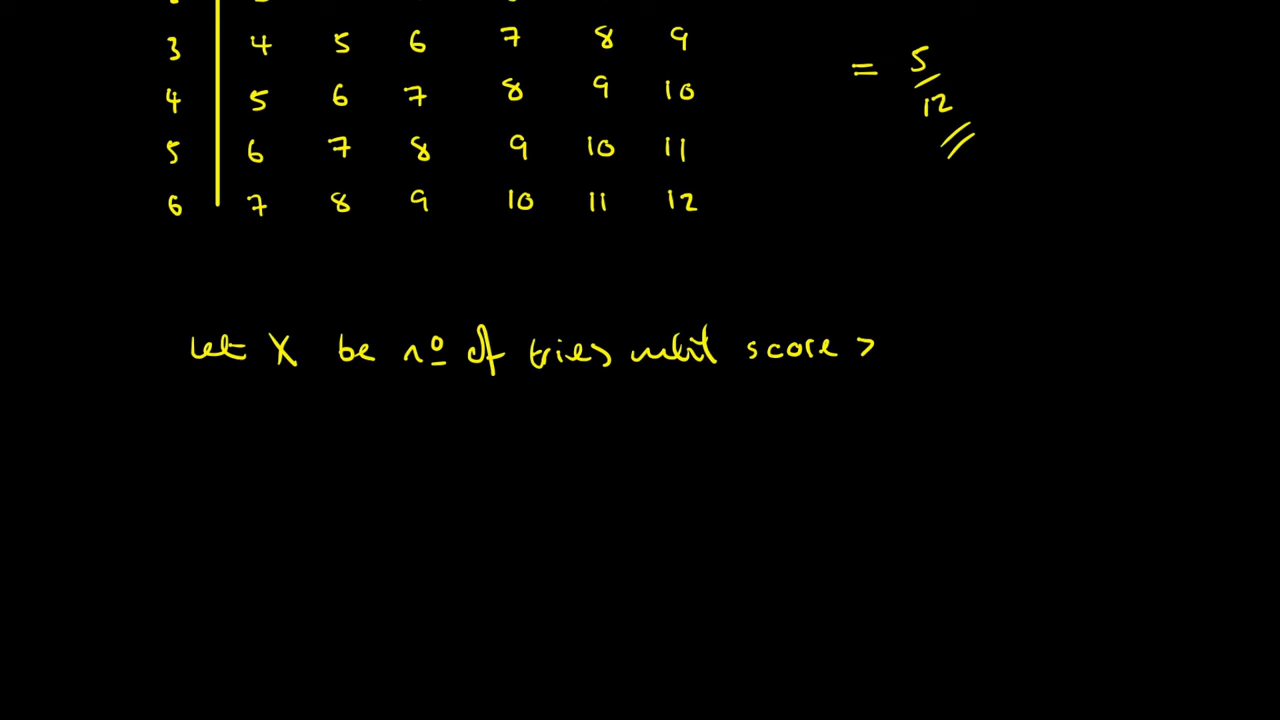 3 4 5 6 7 8 9
4 5 6 7 8 9 10
5 6 7 8 9 10 11
6 7 8 9 10 11 12
= 5/12
let X be nº of tries until score >